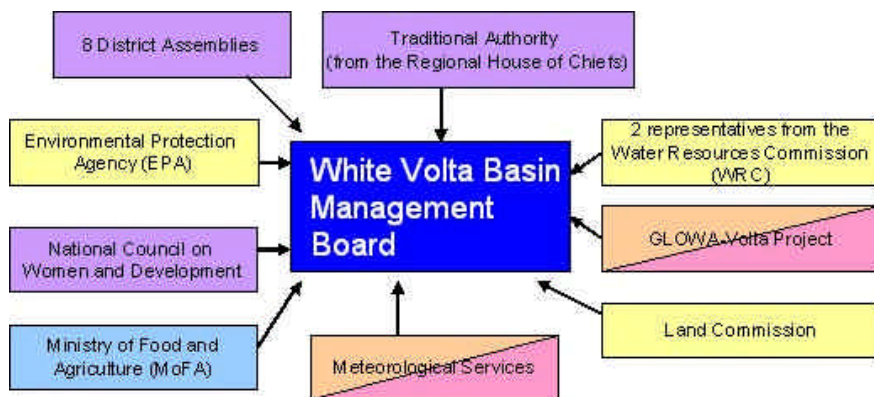 8 District Assemblies
Traditional Authority
(from the Regional House of Chiefs)
Environmental Protection
Agency (EPA)
White Volta Basin
Management
Board
2 representatives from the
Water Resources Commission
(WRC)
National Council on
Women and Development
GLOWA-Volta Project
Ministry of Food and
Agriculture (MoFA)
Meteorological Services
Land Commission